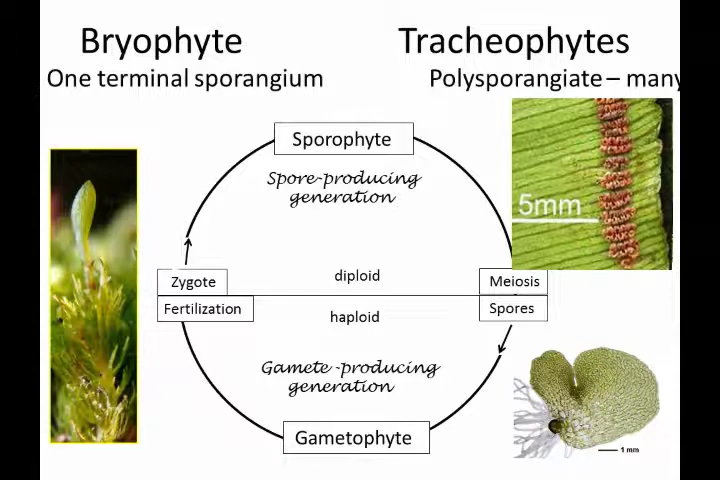 Bryophyte
Tracheophytes
One terminal sporangium
Polysporangiate – many
Sporophyte
Spore-producing
generation
5mm
Zygote
diploid
Meiosis
Fertilization
haploid
Spores
Gamete -producing
generation
Gametophyte
1 mm